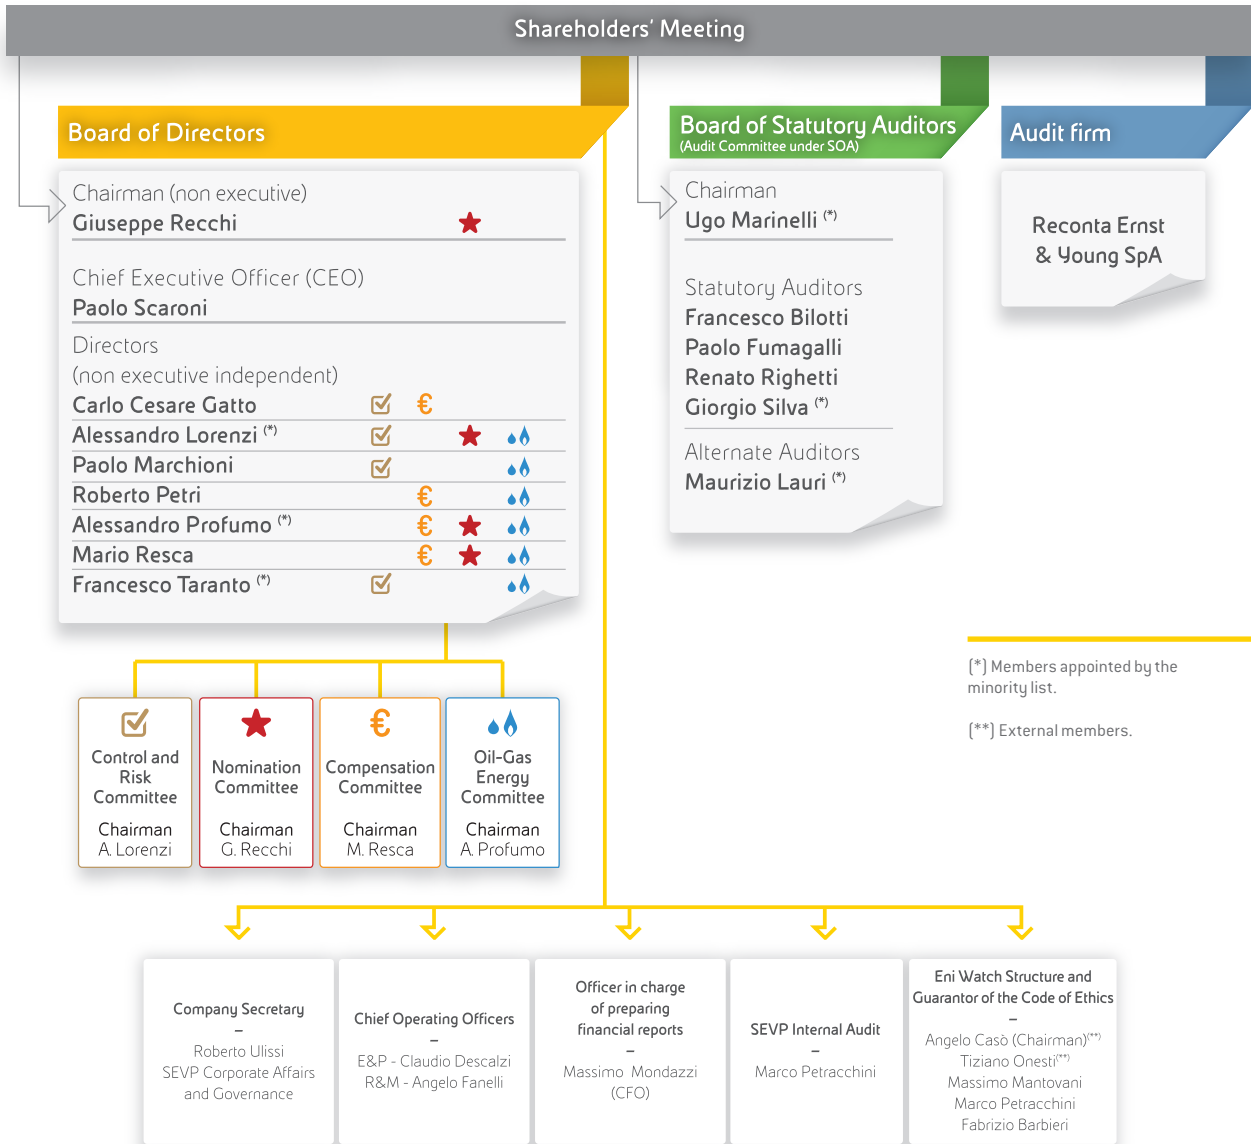 Shareholders' Meeting
Board of Directors
Chairman (non executive)
Giuseppe Recchi
Chief Executive Officer (CEO)
Paolo Scaroni
Directors
(non executive independent)
Carlo Cesare Gatto €
Alessandro Lorenzi (*)
Paolo Marchioni
Roberto Petri €
Alessandro Profumo (*) €
Mario Resca €
Francesco Taranto (*)
Board of Statutory Auditors
(Audit Committee under SOA)
Chairman
Ugo Marinelli (*)
Statutory Auditors
Francesco Bilotti
Paolo Fumagalli
Renato Righetti
Giorgio Silva (*)
Alternate Auditors
Maurizio Lauri (*)
Audit firm
Reconta Ernst
& Young SpA
(*) Members appointed by the
minority list.
(**) External members.
Control and
Risk
Committee
Chairman
A. Lorenzi
Nomination
Committee
Chairman
G. Recchi
€
Compensation
Committee
Chairman
M. Resca
Oil-Gas
Energy
Committee
Chairman
A. Profumo
Company Secretary
–
Roberto Ulissi
SEVP Corporate Affairs
and Governance
Chief Operating Officers
–
E&P - Claudio Descalzi
R&M - Angelo Fanelli
Officer in charge
of preparing
financial reports
–
Massimo Mondazzi
(CFO)
SEVP Internal Audit
–
Marco Petracchini
Eni Watch Structure and
Guarantor of the Code of Ethics
–
Angelo Casò (Chairman)(**)
Tiziano Onesti(**)
Massimo Mantovani
Marco Petracchini
Fabrizio Barbieri